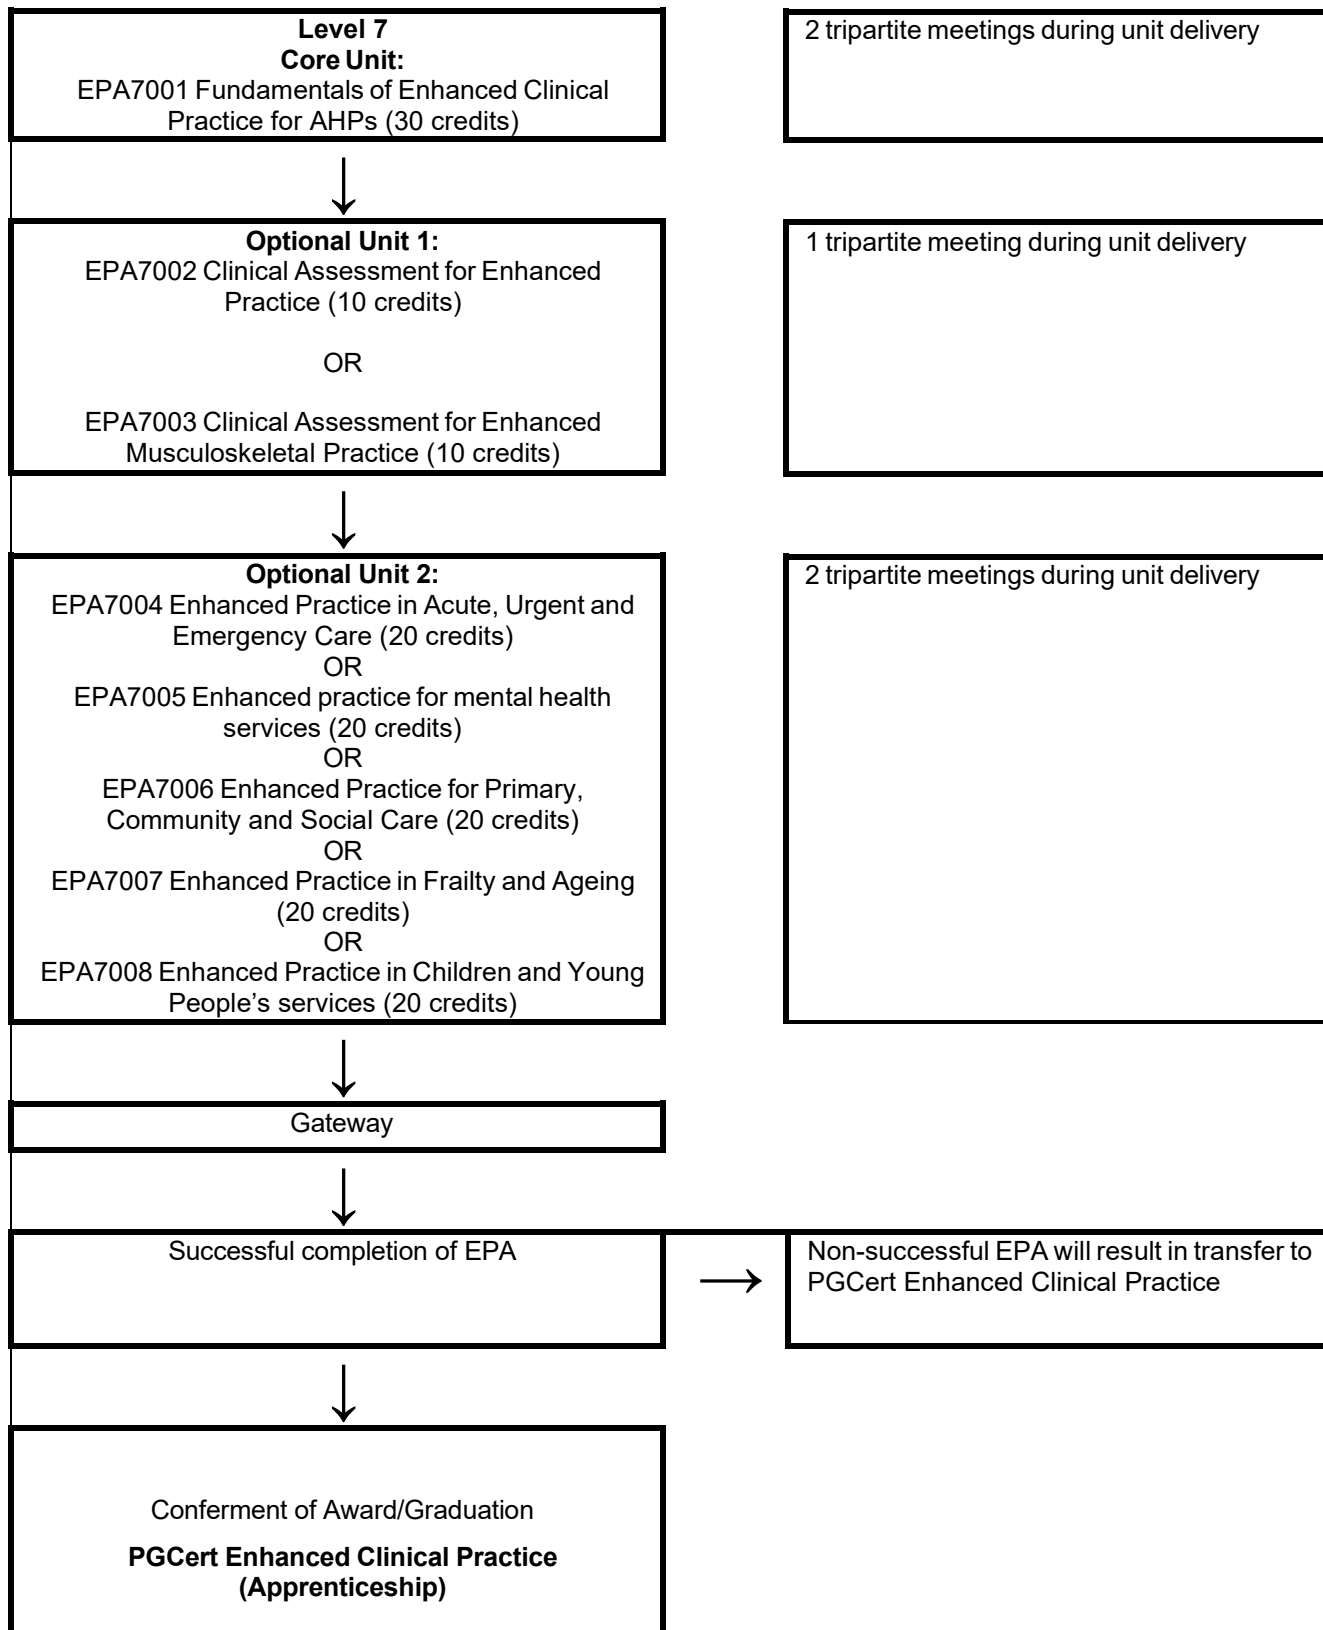 Level 7
Core Unit:
EPA7001 Fundamentals of Enhanced Clinical
Practice for AHPs (30 credits)
2 tripartite meetings during unit delivery
Optional Unit 1:
EPA7002 Clinical Assessment for Enhanced
Practice (10 credits)
OR
EPA7003 Clinical Assessment for Enhanced
Musculoskeletal Practice (10 credits)
1 tripartite meeting during unit delivery
Optional Unit 2:
EPA7004 Enhanced Practice in Acute, Urgent and
Emergency Care (20 credits)
OR
EPA7005 Enhanced practice for mental health
services (20 credits)
OR
EPA7006 Enhanced Practice for Primary,
Community and Social Care (20 credits)
OR
EPA7007 Enhanced Practice in Frailty and Ageing
(20 credits)
OR
EPA7008 Enhanced Practice in Children and Young
People’s services (20 credits)
2 tripartite meetings during unit delivery
Gateway
Successful completion of EPA
Non-successful EPA will result in transfer to
PGCert Enhanced Clinical Practice
Conferment of Award/Graduation
PGCert Enhanced Clinical Practice
(Apprenticeship)